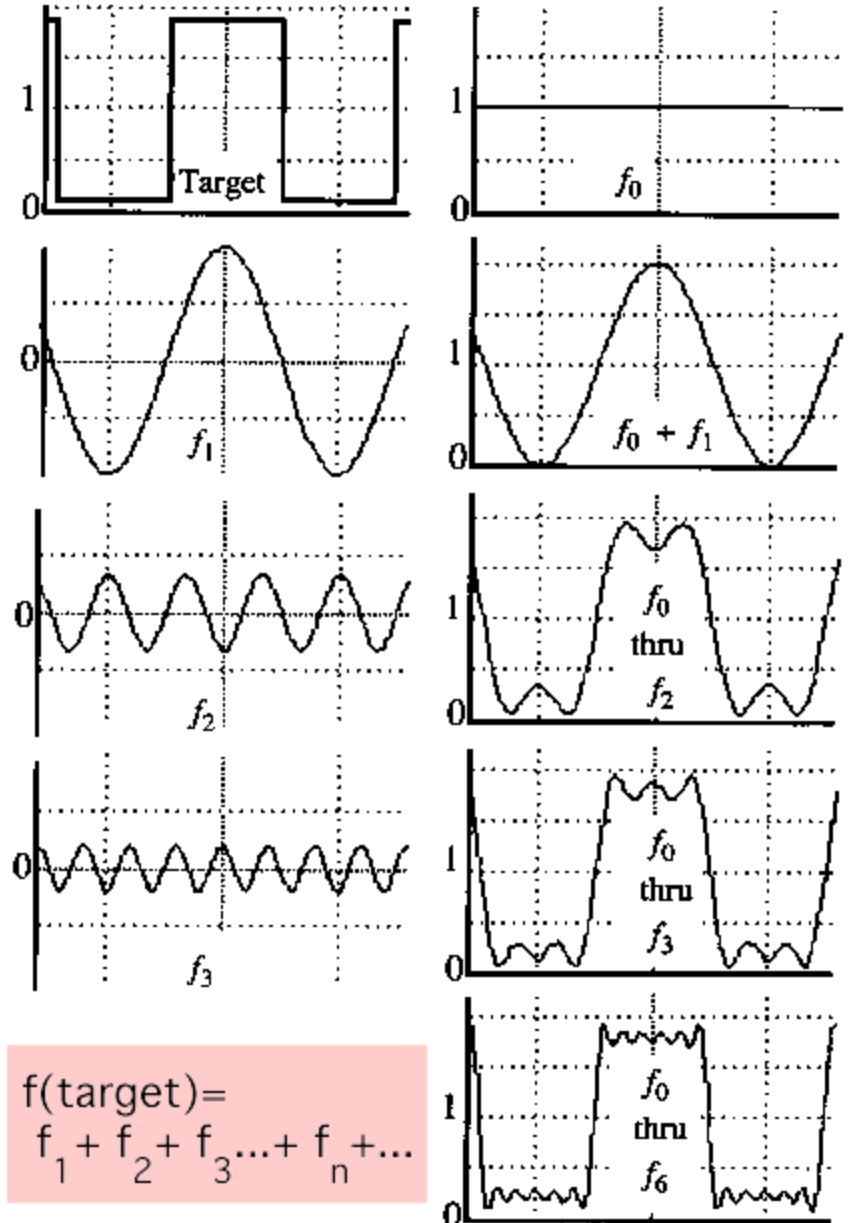 1
0
Target
1
0
f₀
0
f₁
1
0
f₀ + f₁
0
f₂
1
0
f₀
thru
f₂
0
f₃
1
0
f₀
thru
f₃
f(target)=
f₁+ f₂+ f₃...+ fₙ+...
1
0
f₀
thru
f₆